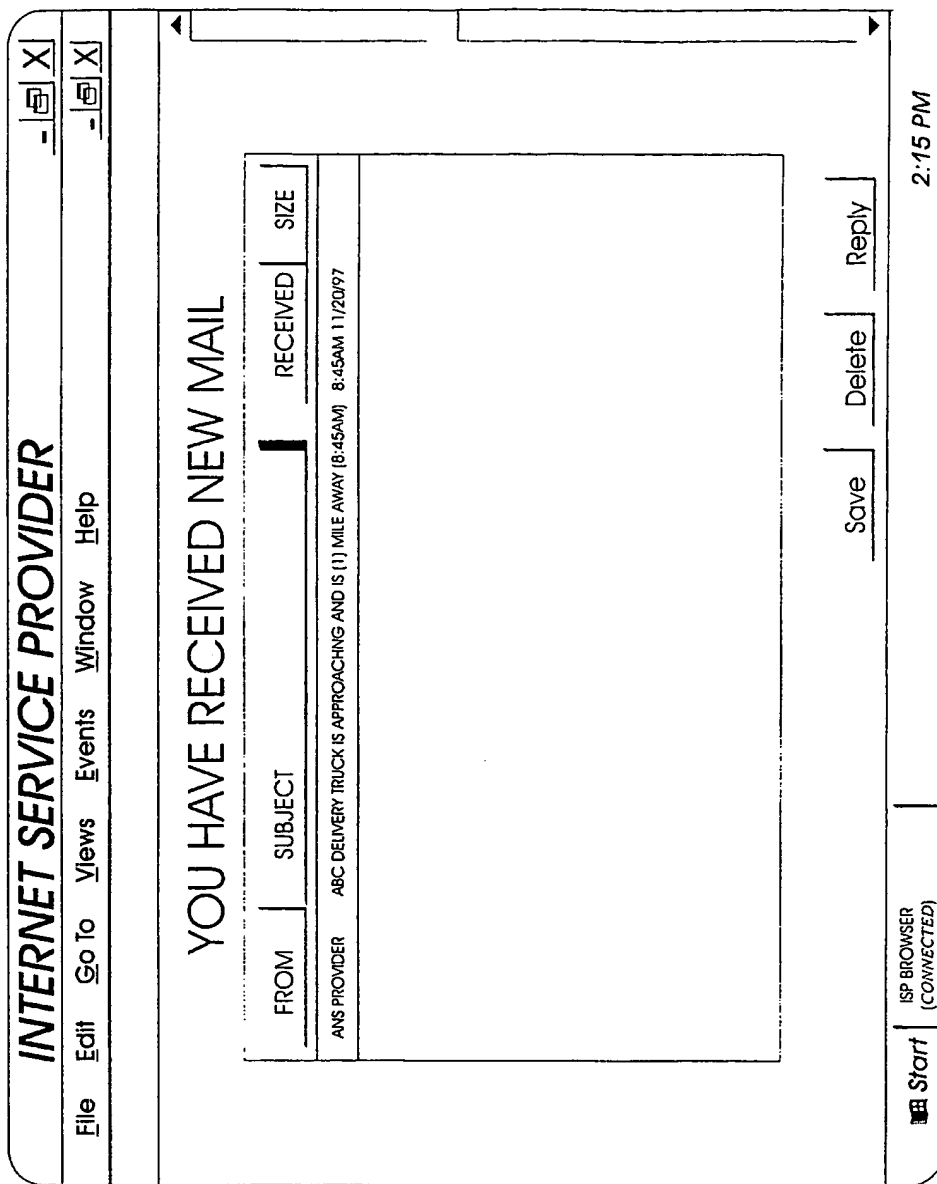 INTERNET SERVICE PROVIDER - X
File Edit Go To Views Events Window Help - X
YOU HAVE RECEIVED NEW MAIL
FROM SUBJECT RECEIVED SIZE
ANS PROVIDER ABC DELIVERY TRUCK IS APPROACHNG AND IS (1) MILE AWAY (8:45AM) 8:45AM 11/20/97
Save Delete Reply
Start ISP BROWSER 2:15 PM
(CONNECTED)